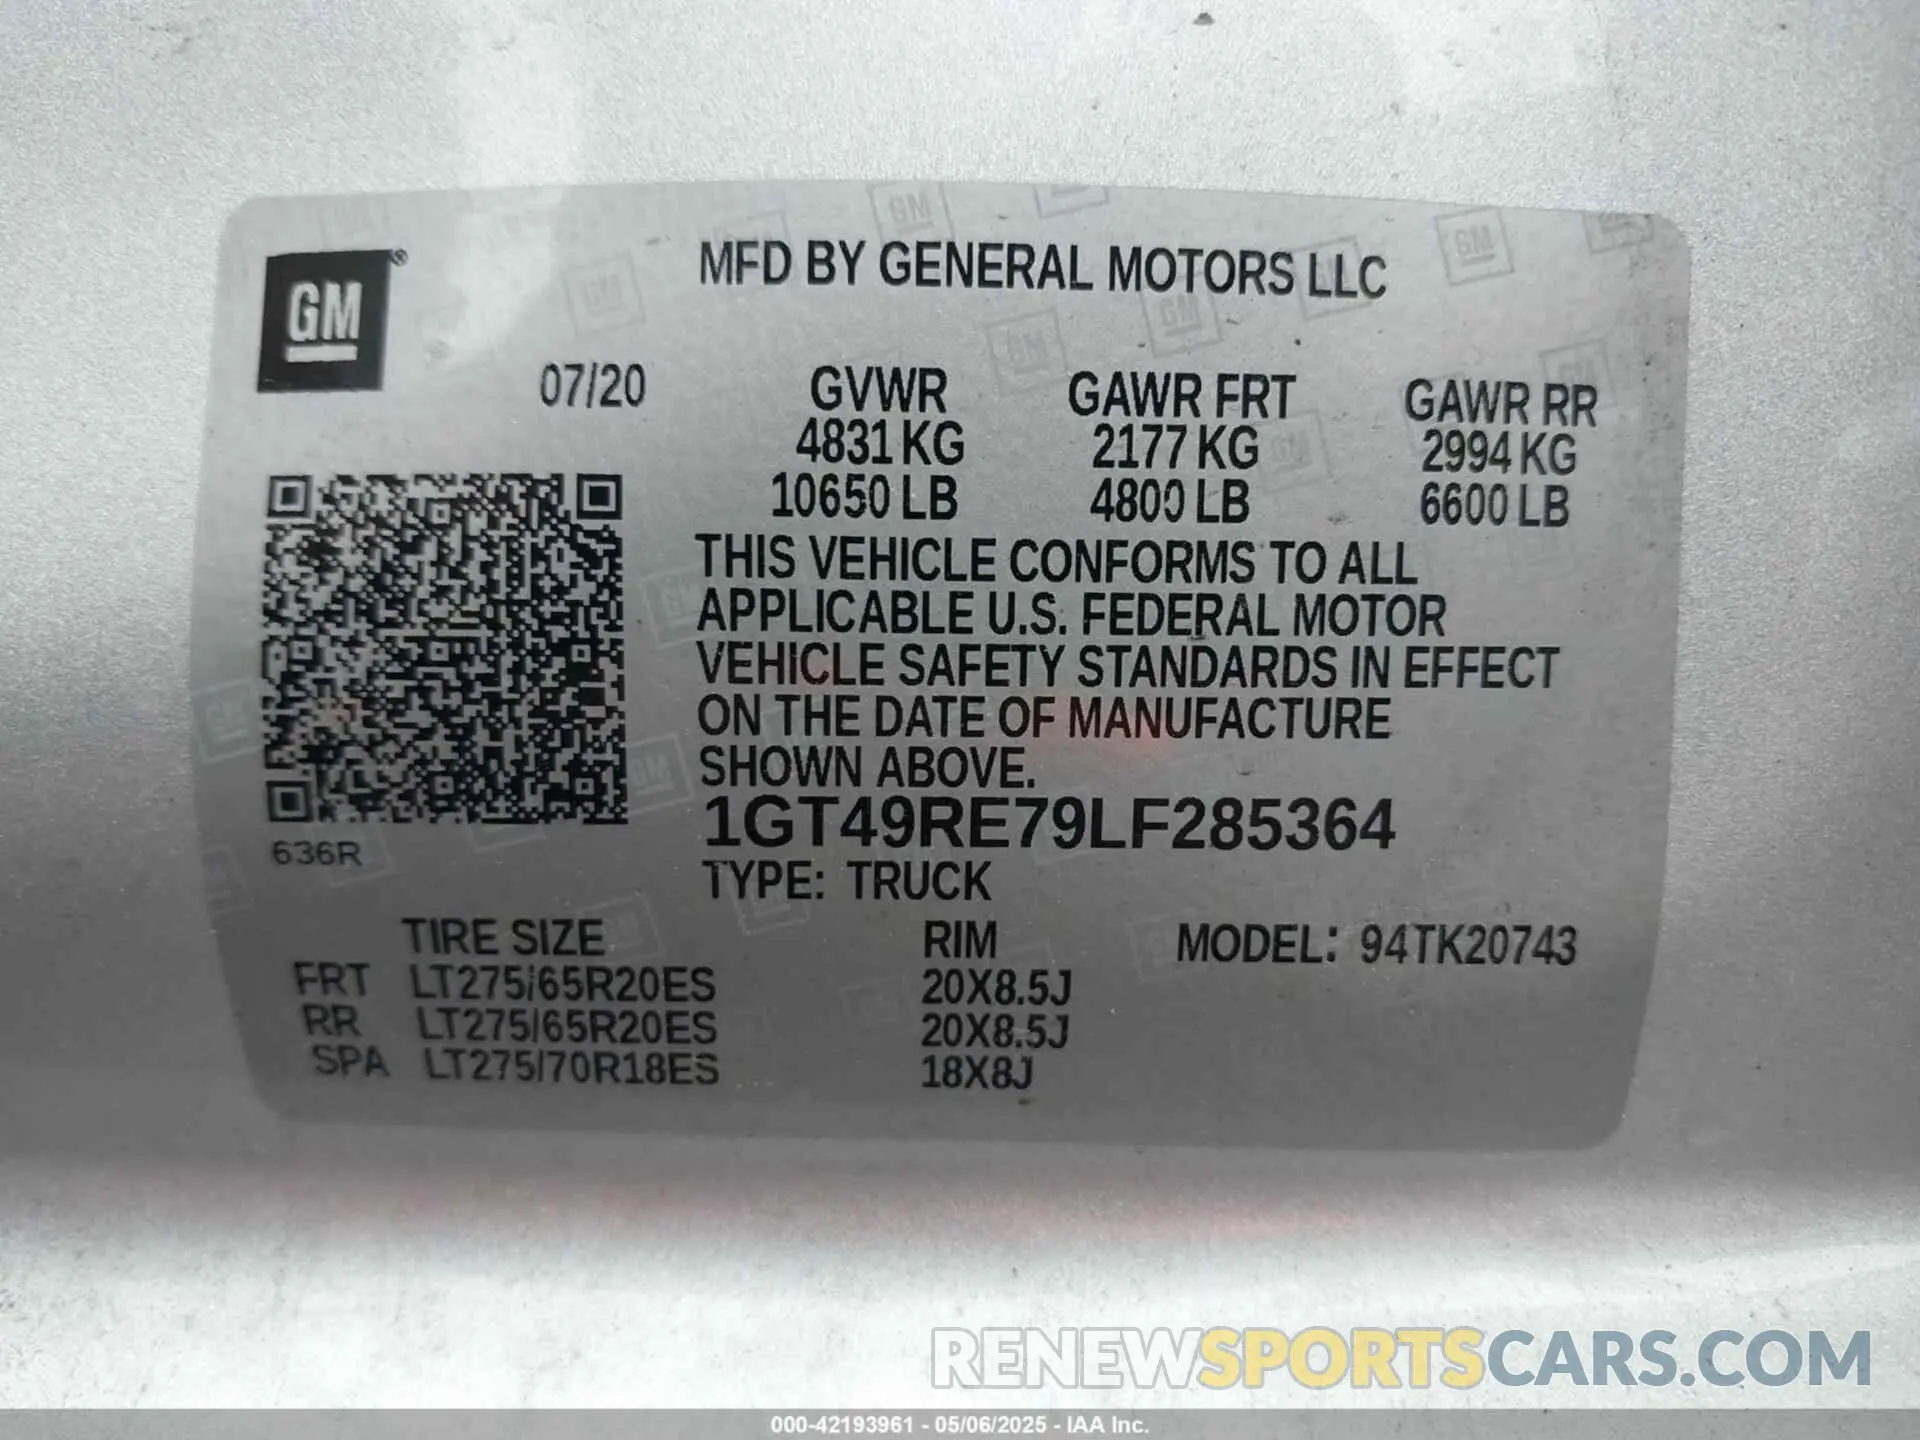 MFD BY GENERAL MOTORS LLC
GM
07/20 GVWR GAWR FRT GAWR RR
4831 KG 2177 KG 2994 KG
10650 LB 4800 LB 6600 LB
THIS VEHICLE CONFORMS TO ALL
APPLICABLE U.S. FEDERAL MOTOR
VEHICLE SAFETY STANDARDS IN EFFECT
ON THE DATE OF MANUFACTURE
SHOWN ABOVE.
1GT49RE79LF285364
636R
TYPE: TRUCK
TIRE SIZE RIM MODEL: 94TK20743
FRT LT275/65R20ES 20X8.5J
RR LT275/65R20ES 20X8.5J
SPA LT275/70R18ES 18X8J
RENEWSPORTSCARS.COM
000-42193961 - 05/06/2025 - IAA Inc.